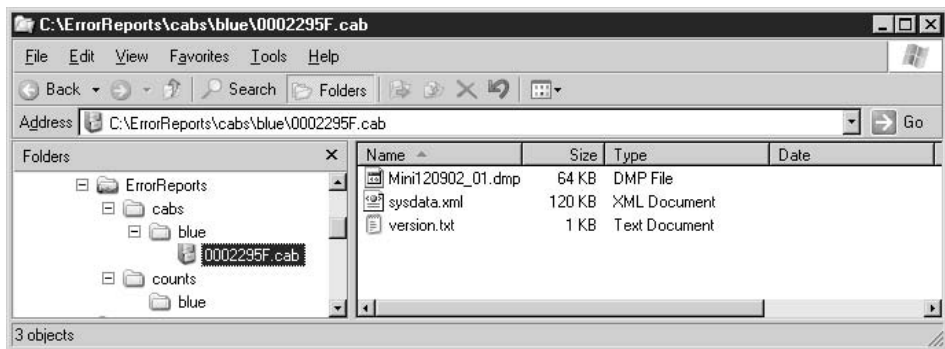 C:\ErrorReports\cabs\blue\0002295F.cab
File Edit View Favorites Tools Help
Back Search Folders
Address C:\ErrorReports\cabs\blue\0002295F.cab Go
Folders
ErrorReports
cabs
blue
0002295F.cab
counts
blue
Name Size Type Date
Mini120902_01.dmp 64 KB DMP File
sysdata.xml 120 KB XML Document
version.txt 1 KB Text Document
3 objects